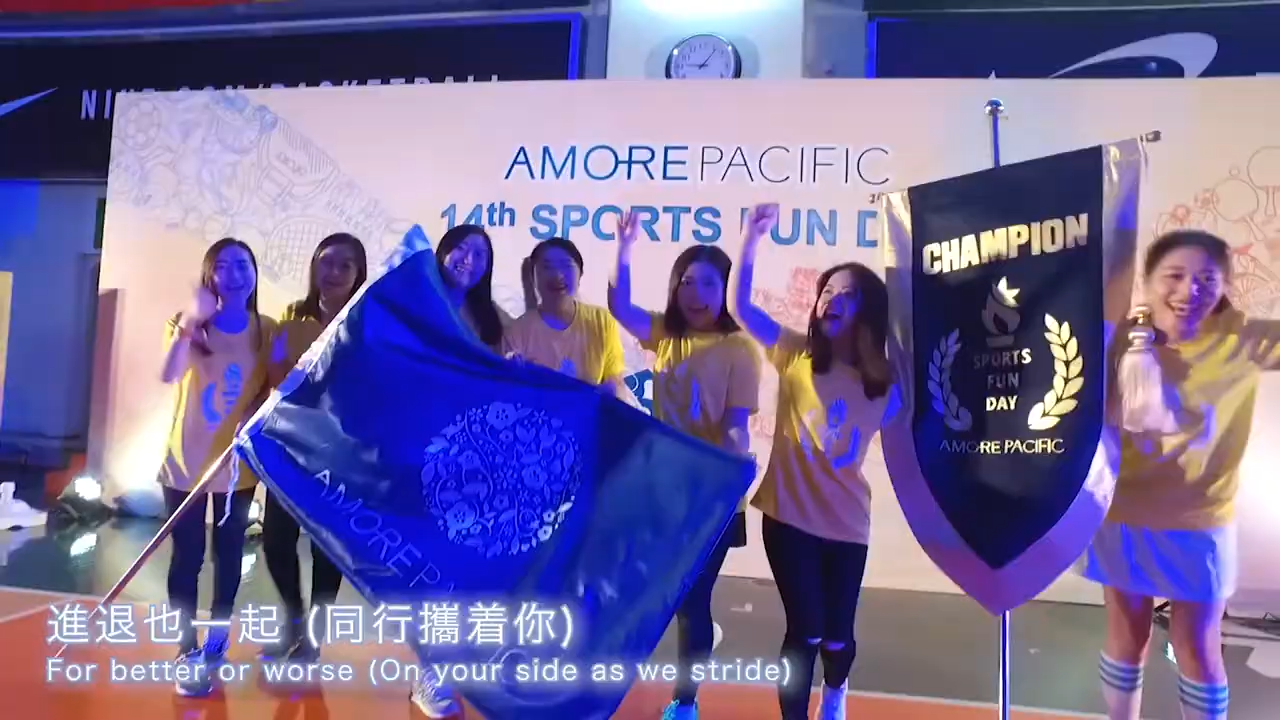 AMOREPACIFIC
14th SPORTS FUN D
CHAMPION
SPORTS
FUN
DAY
AMOREPACIFIC
AMOREPA
進退也一起 (同行攜着你)
For better or worse (On your side as we stride)